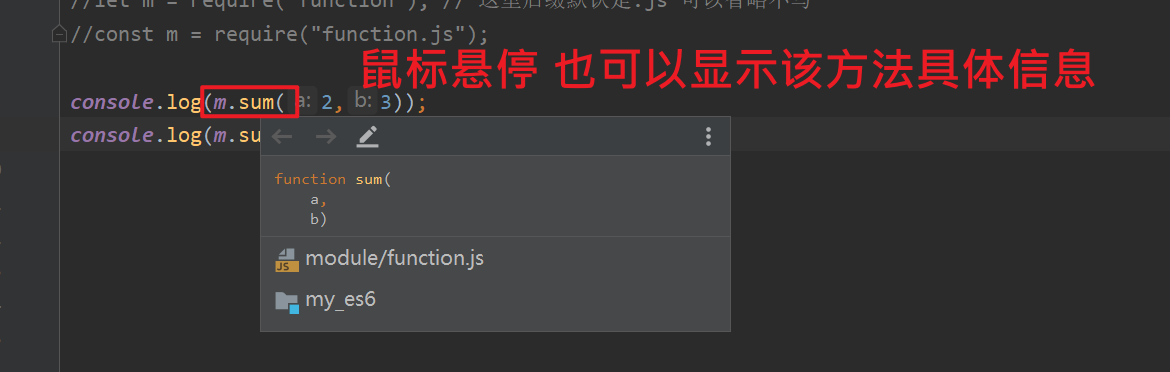 //let m = require("function"); // 这里后缀默认是.js 可以省略不写
//const m = require("function.js");
鼠标悬停 也可以显示该方法具体信息
console.log(m.sum( a: 2, b: 3));
console.log(m.su
function sum(
a,
b)
module/function.js
my_es6